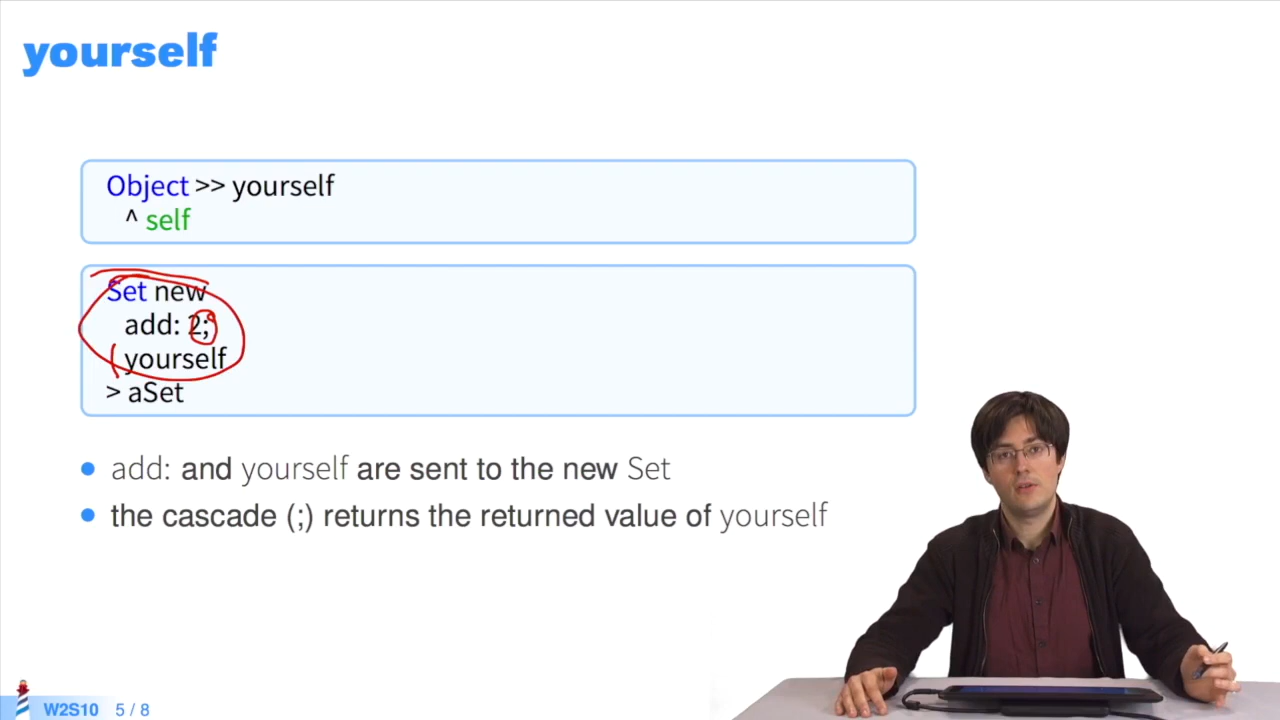 yourself
Object >> yourself
^ self
Set new
add: 2;
yourself
> aSet
add: and yourself are sent to the new Set
the cascade (;) returns the returned value of yourself
W2S10 5 / 8